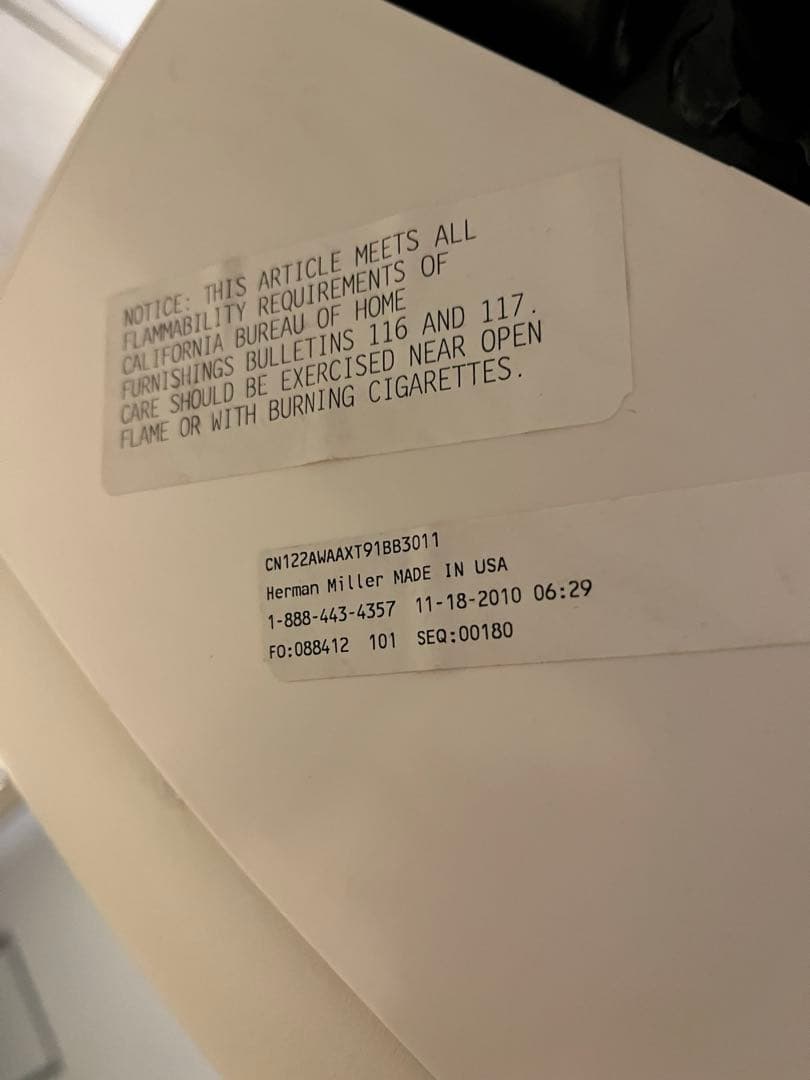 NOTICE: THIS ARTICLE MEETS ALL
FLAMMABILITY REQUIREMENTS OF
CALIFORNIA BUREAU OF HOME
FURNISHINGS BULLETINS 116 AND 117.
CARE SHOULD BE EXERCISED NEAR OPEN
FLAME OR WITH BURNING CIGARETTES.
CN122AWAAXT91BB3011
Herman Miller MADE IN USA
1-888-443-4357 11-18-2010 06:29
FO:088412 101 SEQ:00180